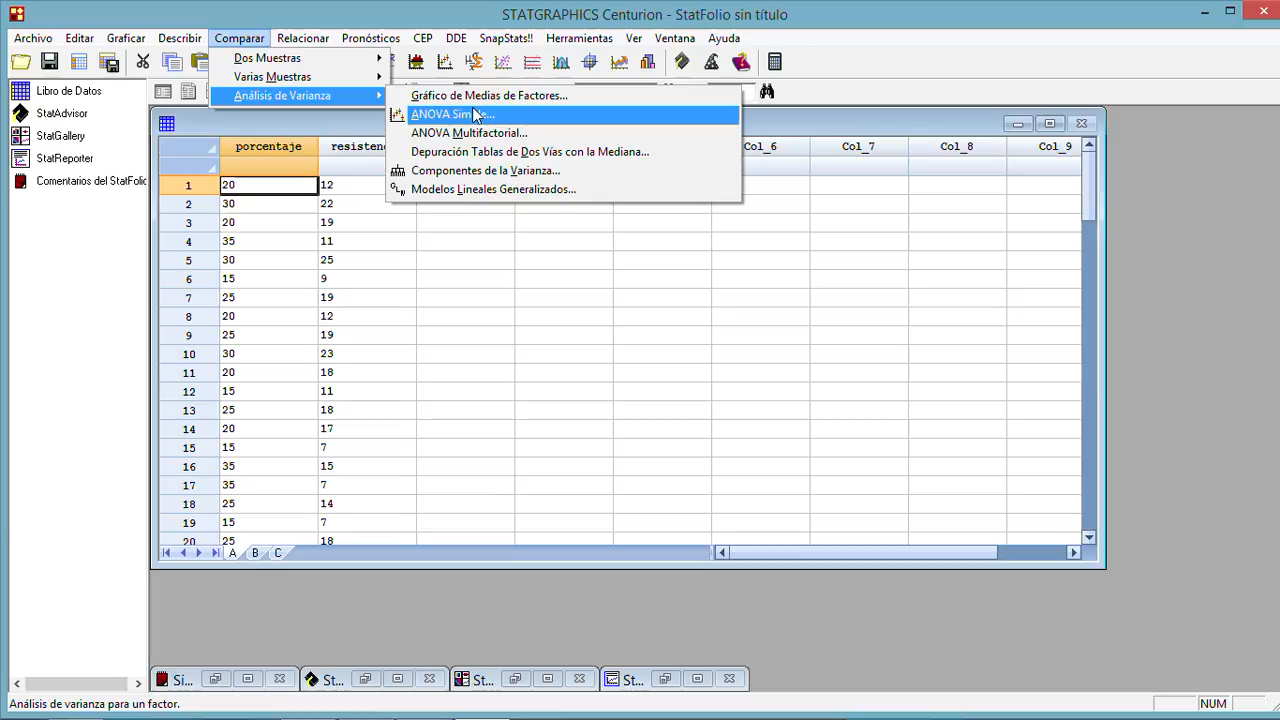 STATGRAPHICS Centurion - StatFolio sin título
Archivo Editar Graficar Describir Comparar Relacionar Pronósticos CEP DDE SnapStats!! Herramientas Ver Ventana Ayuda
Dos Muestras
Varias Muestras
Análisis de Varianza
Gráfico de Medias de Factores...
ANOVA Multifactorial...
Depuración Tablas de Dos Vías con la Mediana...
Componentes de la Varianza...
Modelos Lineales Generalizados...
Libro de Datos
StatAdvisor
StatGallery
StatReporter
Comentarios del StatFolio
porcentaje resistenc Col_6 Col_7 Col_8 Col_9
1 20 12
2 30 22
3 20 19
4 35 11
5 30 25
6 15 9
7 25 19
8 20 12
9 25 19
10 30 23
11 20 18
12 15 11
13 25 18
14 20 17
15 15 7
16 35 15
17 35 7
18 25 14
19 15 7
20 25 18
A B C
Si... St... St... St...
Análisis de varianza para un factor.
NUM